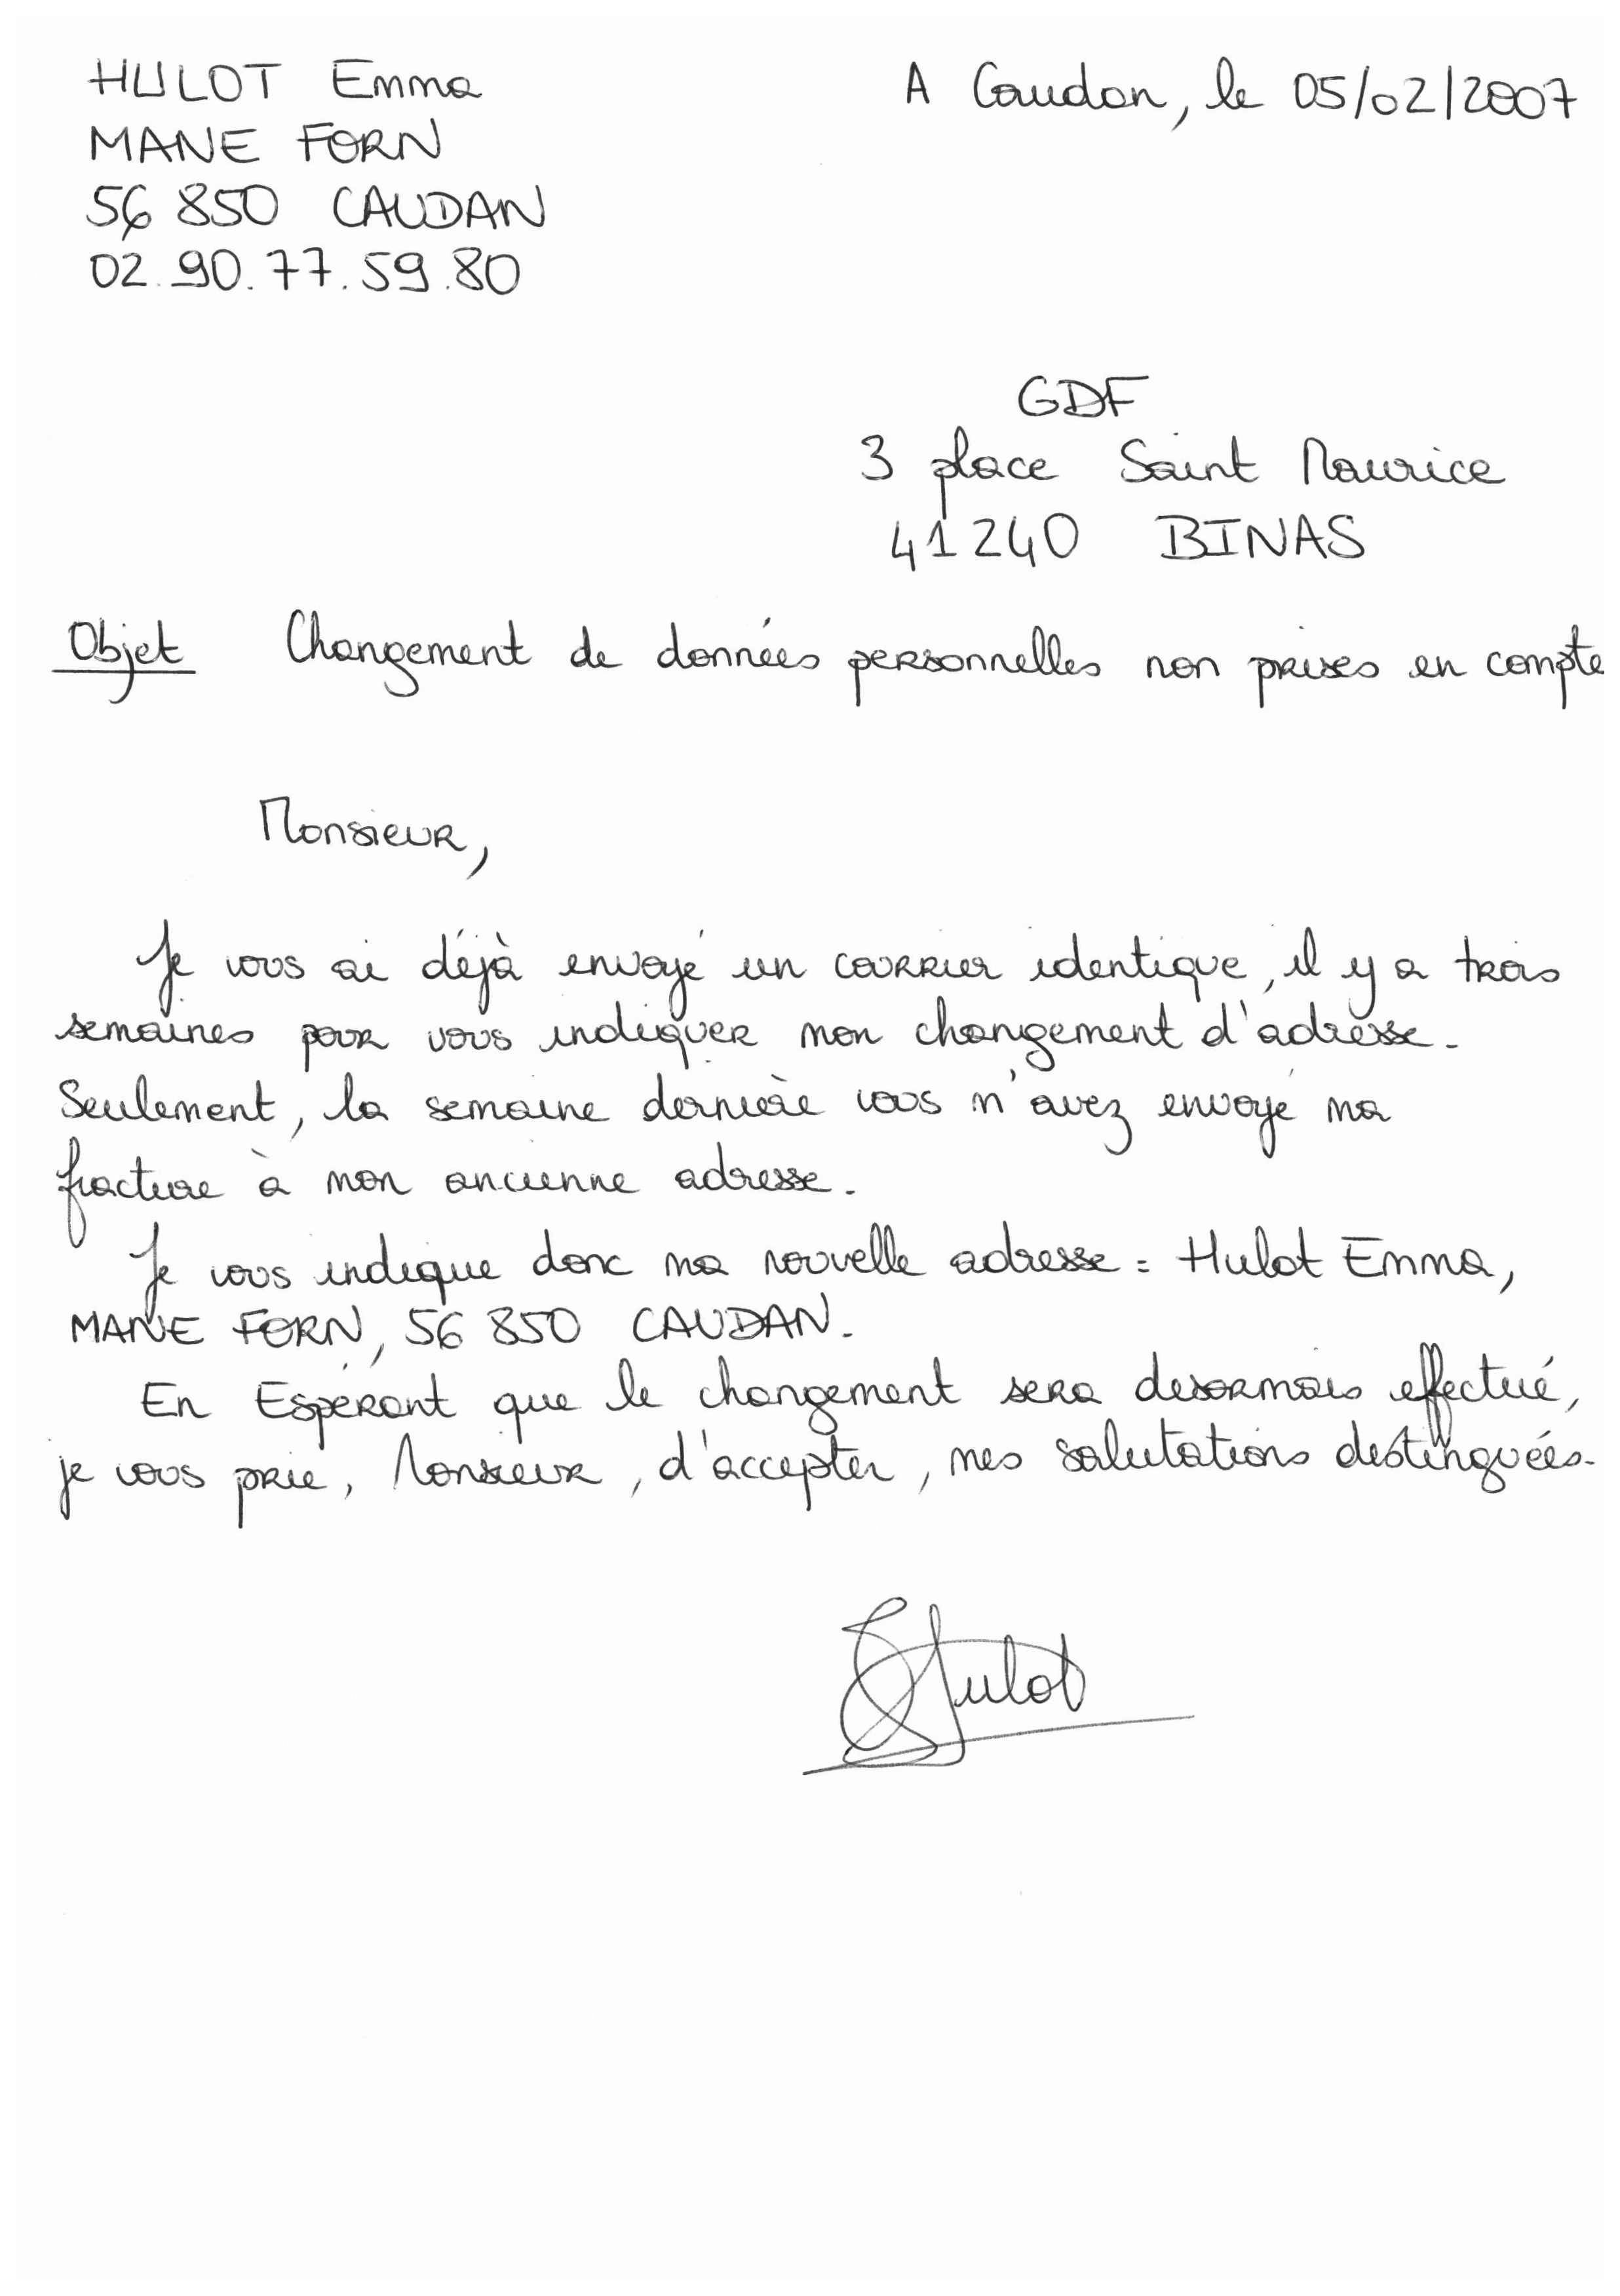 HULOT Emma
A Caudan, le 05/02/2007
MANE FORN
56 850 CAUDAN
02.90.77.59.80
GDF
3 place Saint Maurice
41240 BINAS
Objet Changement de données personnelles non prises en compte
Monsieur,
Je vous ai déjà envoyé un courrier identique, il y a trois
semaines pour vous indiquer mon changement d'adresse.
Seulement, la semaine dernière vous m'avez envoyé ma
fracture à mon ancienne adresse.
Je vous indique donc ma nouvelle adresse : Hulot Emma,
MANE FORN, 56 850 CAUDAN.
En Espérant que le changement sera desormais effectué,
je vous prie, Monsieur, d'accepter, mes salutations distinguées.
EHulot